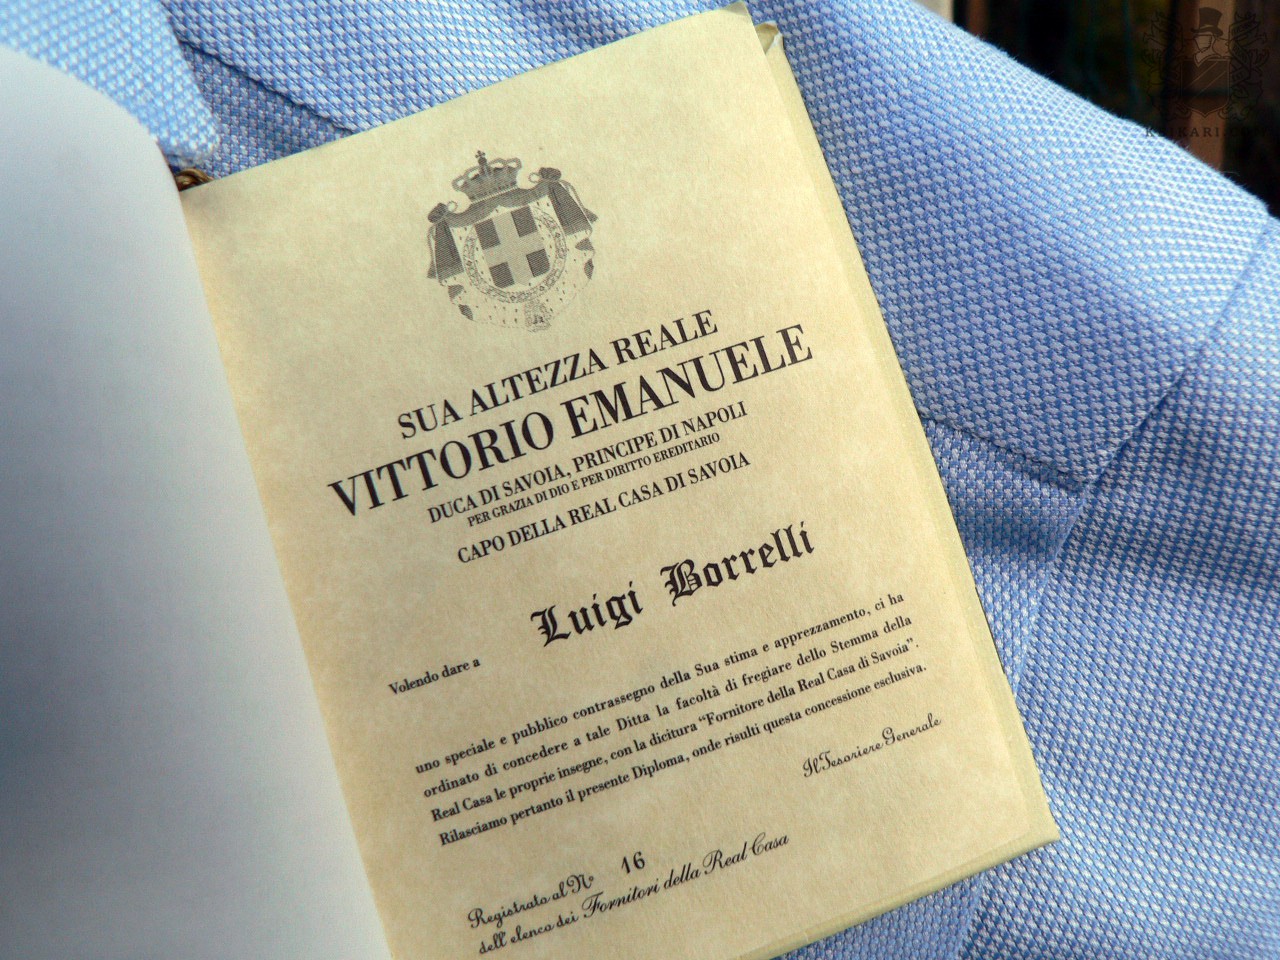 SUA ALTEZZA REALE
VITTORIO EMANUELE
DUCA DI SAVOIA, PRINCIPE DI NAPOLI
PER GRAZIA DI DIO E PER DIRITTO EREDITARIO
CAPO DELLA REAL CASA DI SAVOIA
Volendo dare a Luigi Borrelli
uno speciale e pubblico contrassegno della Sua stima e apprezzamento, ci ha
ordinato di concedere a tale Ditta la facoltà di fregiare dello Stemma della
Real Casa le proprie insegne, con la dicitura “Fornitore della Real Casa di Savoia”.
Rilasciamo pertanto il presente Diploma, onde risulti questa concessione esclusiva.
Il Tesoriere Generale
Registrato al N° 16
dell'elenco dei Fornitori della Real Casa